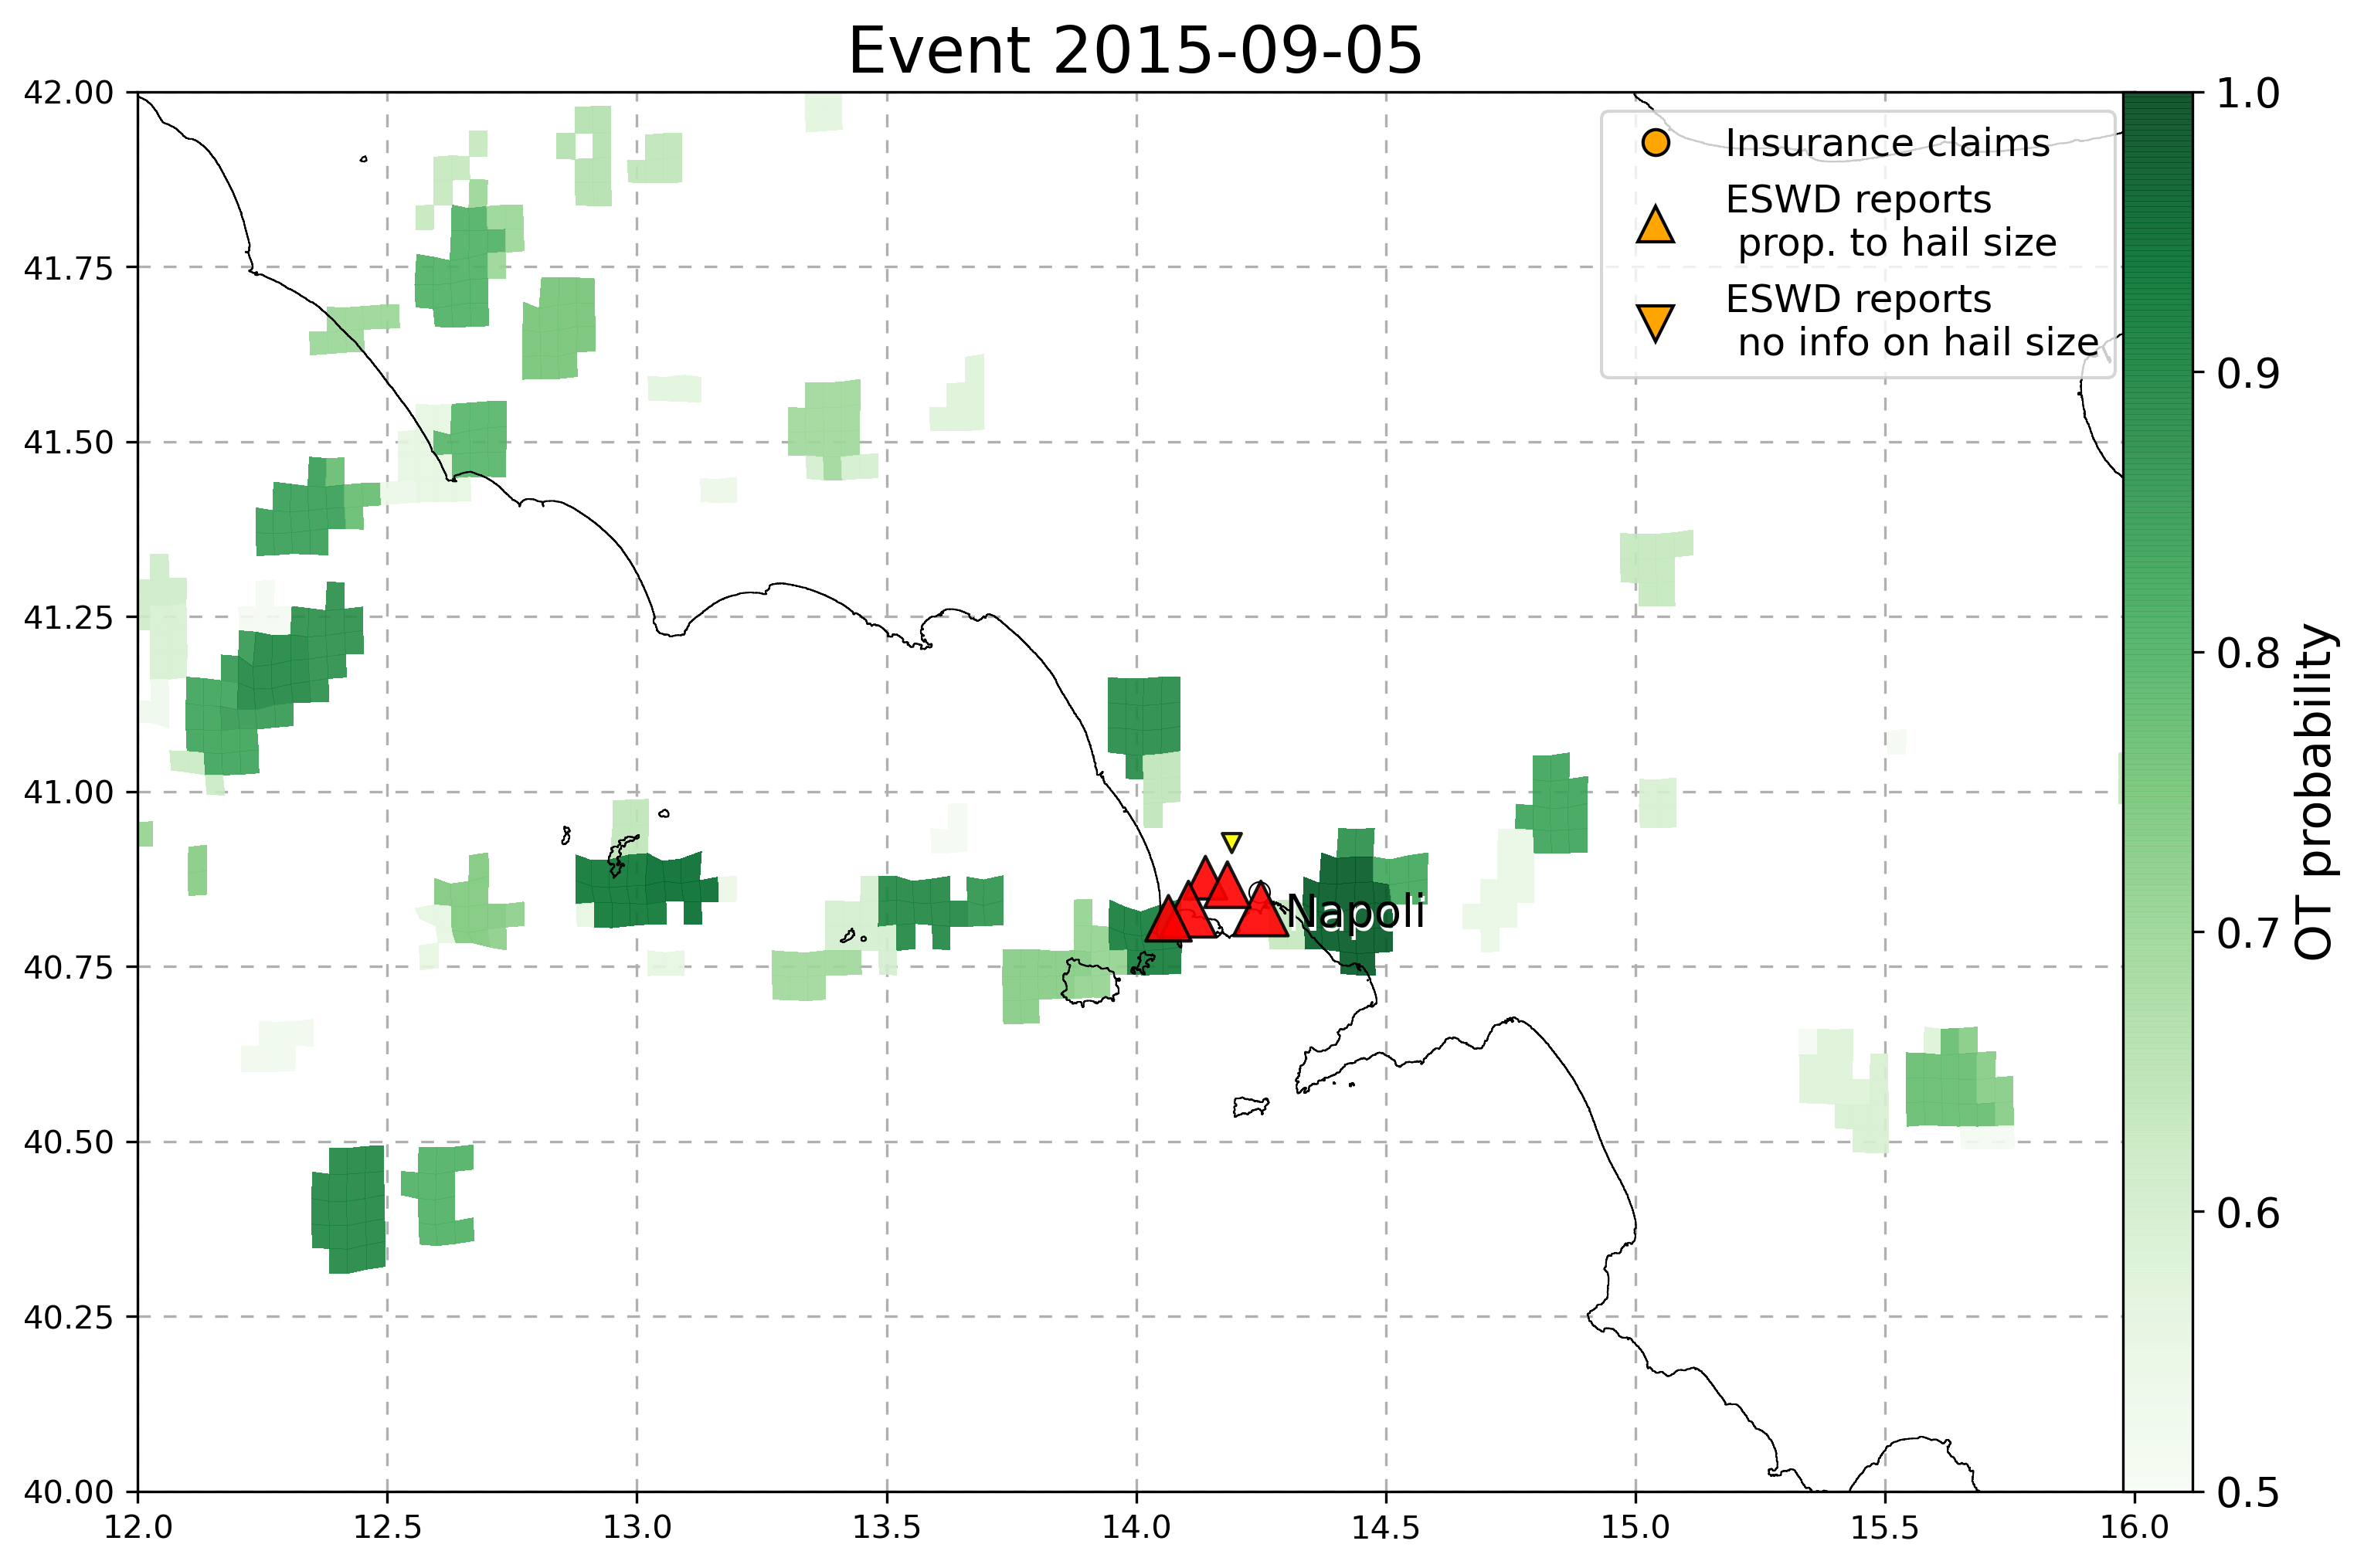 Event 2015-09-05
Insurance claims
ESWD reports
prop. to hail size
ESWD reports
no info on hail size
Napoli
42.00
41.75
41.50
41.25
41.00
40.75
40.50
40.25
40.00
12.0 12.5 13.0 13.5 14.0 14.5 15.0 15.5 16.0
1.0
0.9
0.8
0.7
0.6
0.5
OT probability